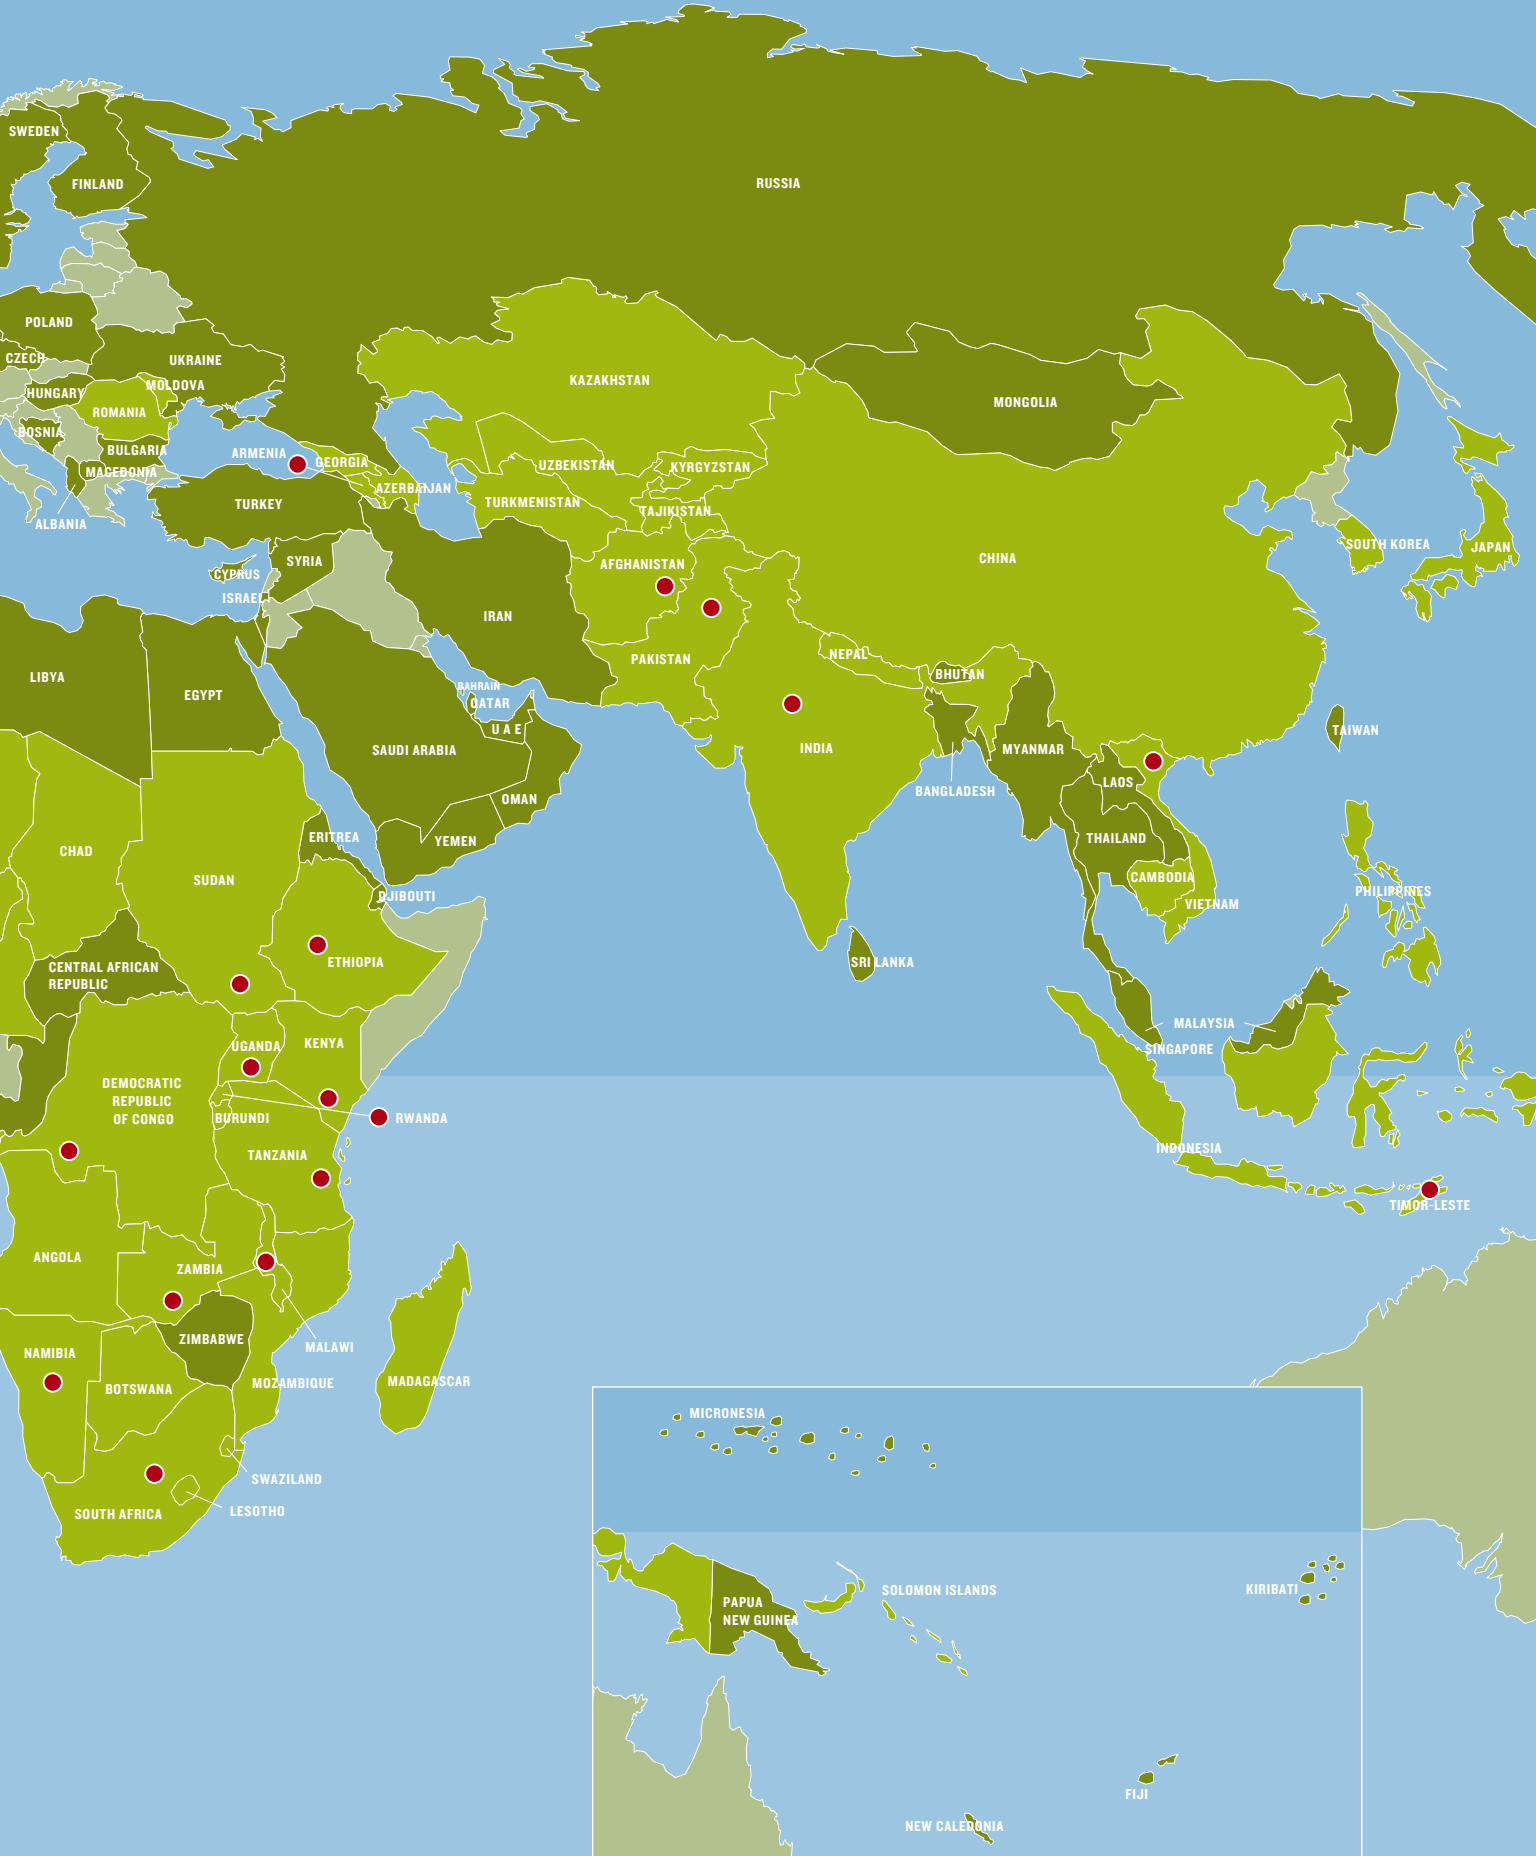 SWEDEN
FINLAND
RUSSIA
POLAND
CZECH
UKRAINE
HUNGARY
MOLDOVA
ROMANIA
BOSNIA
BULGARIA
MACEDONIA
ALBANIA
KAZAKHSTAN
MONGOLIA
ARMENIA
GEORGIA
AZERBAIJAN
TURKEY
UZBEKISTAN
KYRGYZSTAN
TURKMENISTAN
TAJIKISTAN
CHINA
SOUTH KOREA
JAPAN
SYRIA
CYPRUS
ISRAEL
AFGHANISTAN
IRAN
PAKISTAN
NEPAL
BHUTAN
LIBYA
EGYPT
BAHRAIN
QATAR
U A E
SAUDI ARABIA
OMAN
YEMEN
INDIA
BANGLADESH
MYANMAR
LAOS
TAIWAN
THAILAND
CAMBODIA
VIETNAM
PHILIPPINES
SRI LANKA
CHAD
SUDAN
ERITREA
DJIBOUTI
ETHIOPIA
CENTRAL AFRICAN
REPUBLIC
UGANDA
KENYA
DEMOCRATIC
REPUBLIC
OF CONGO
BURUNDI
RWANDA
TANZANIA
MALAYSIA
SINGAPORE
INDONESIA
TIMOR-LESTE
ANGOLA
ZAMBIA
ZIMBABWE
MALAWI
NAMIBIA
BOTSWANA
MOZAMBIQUE
MADAGASCAR
SWAZILAND
LESOTHO
SOUTH AFRICA
MICRONESIA
PAPUA
NEW GUINEA
SOLOMON ISLANDS
KIRIBATI
FIJI
NEW CALEDONIA